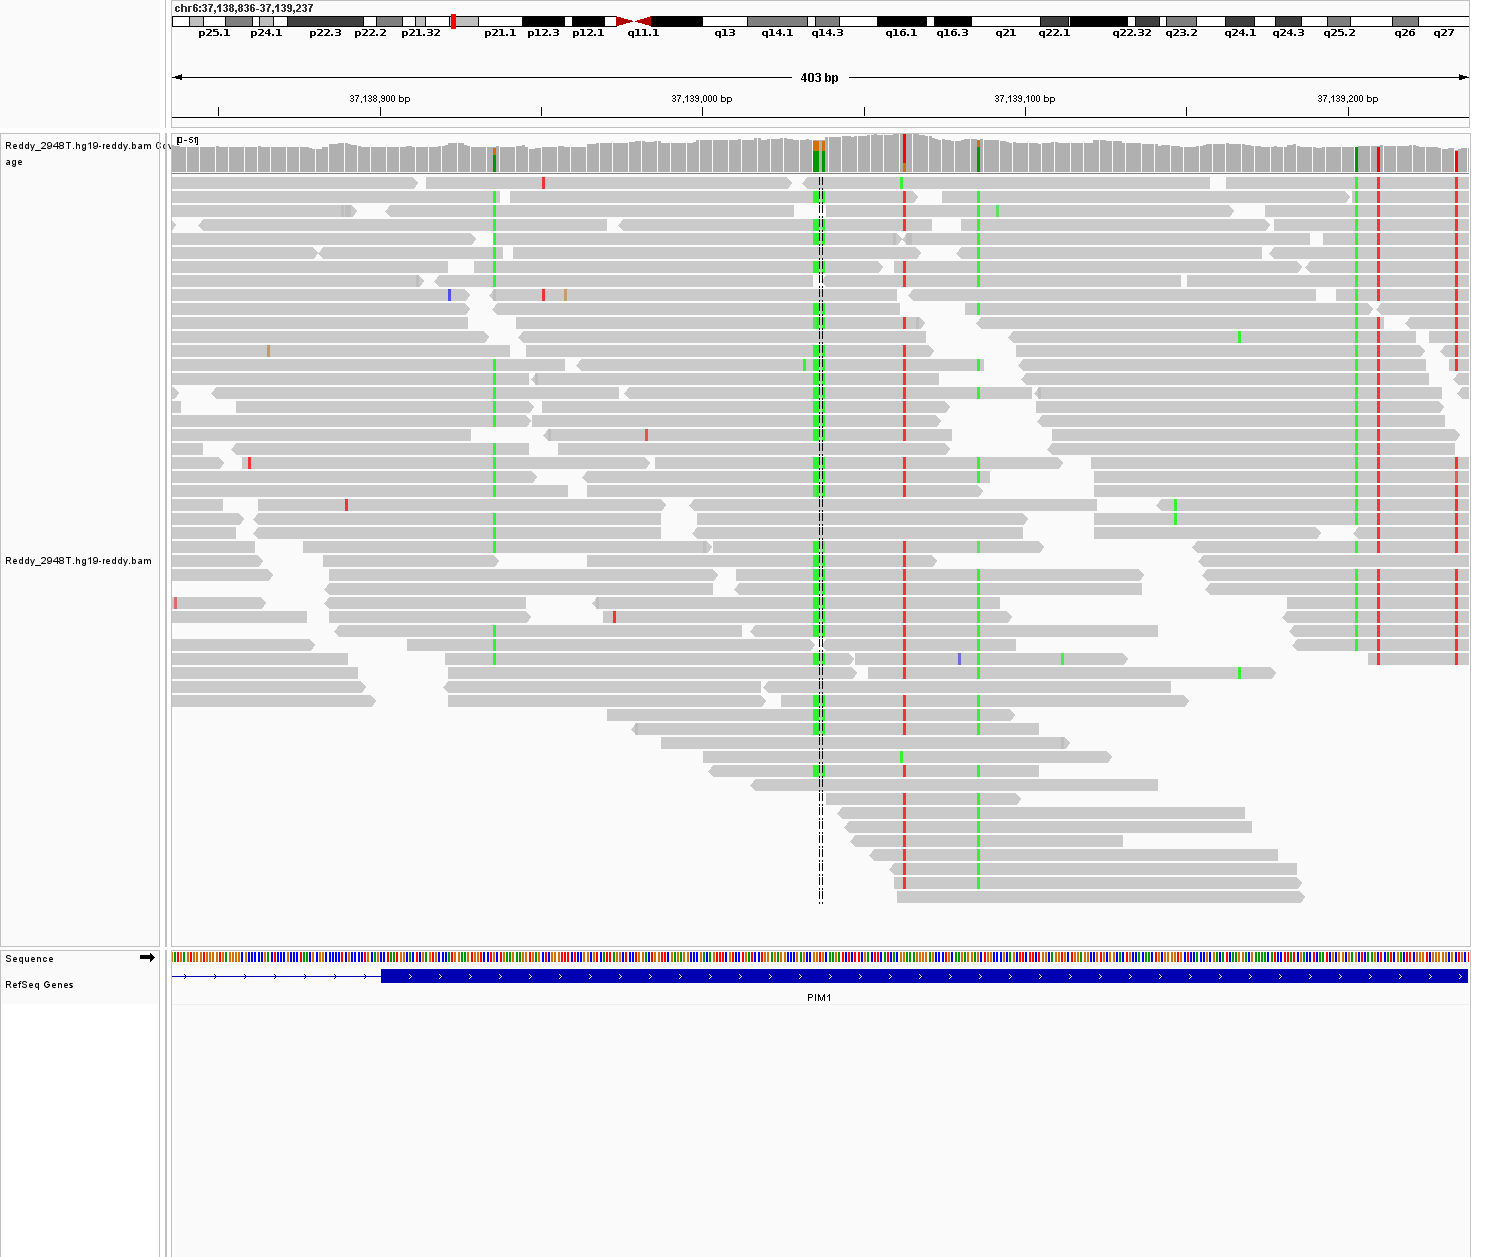 chr6:37,138,836-37,139,237
p25.1 p24.1 p22.3 p22.2 p21.32 p21.1 p12.3 p12.1 q11.1 q13 q14.1 q14.3 q16.1 q16.3 q21 q22.1 q22.32 q23.2 q24.1 q24.3 q25.2 q26 q27
403 bp
37,138,900 bp 37,139,000 bp 37,139,100 bp 37,139,200 bp
Reddy_2948T.hg19-reddy.bam Cov
age
[0-51]
Reddy_2948T.hg19-reddy.bam
Sequence
RefSeq Genes
PIM1